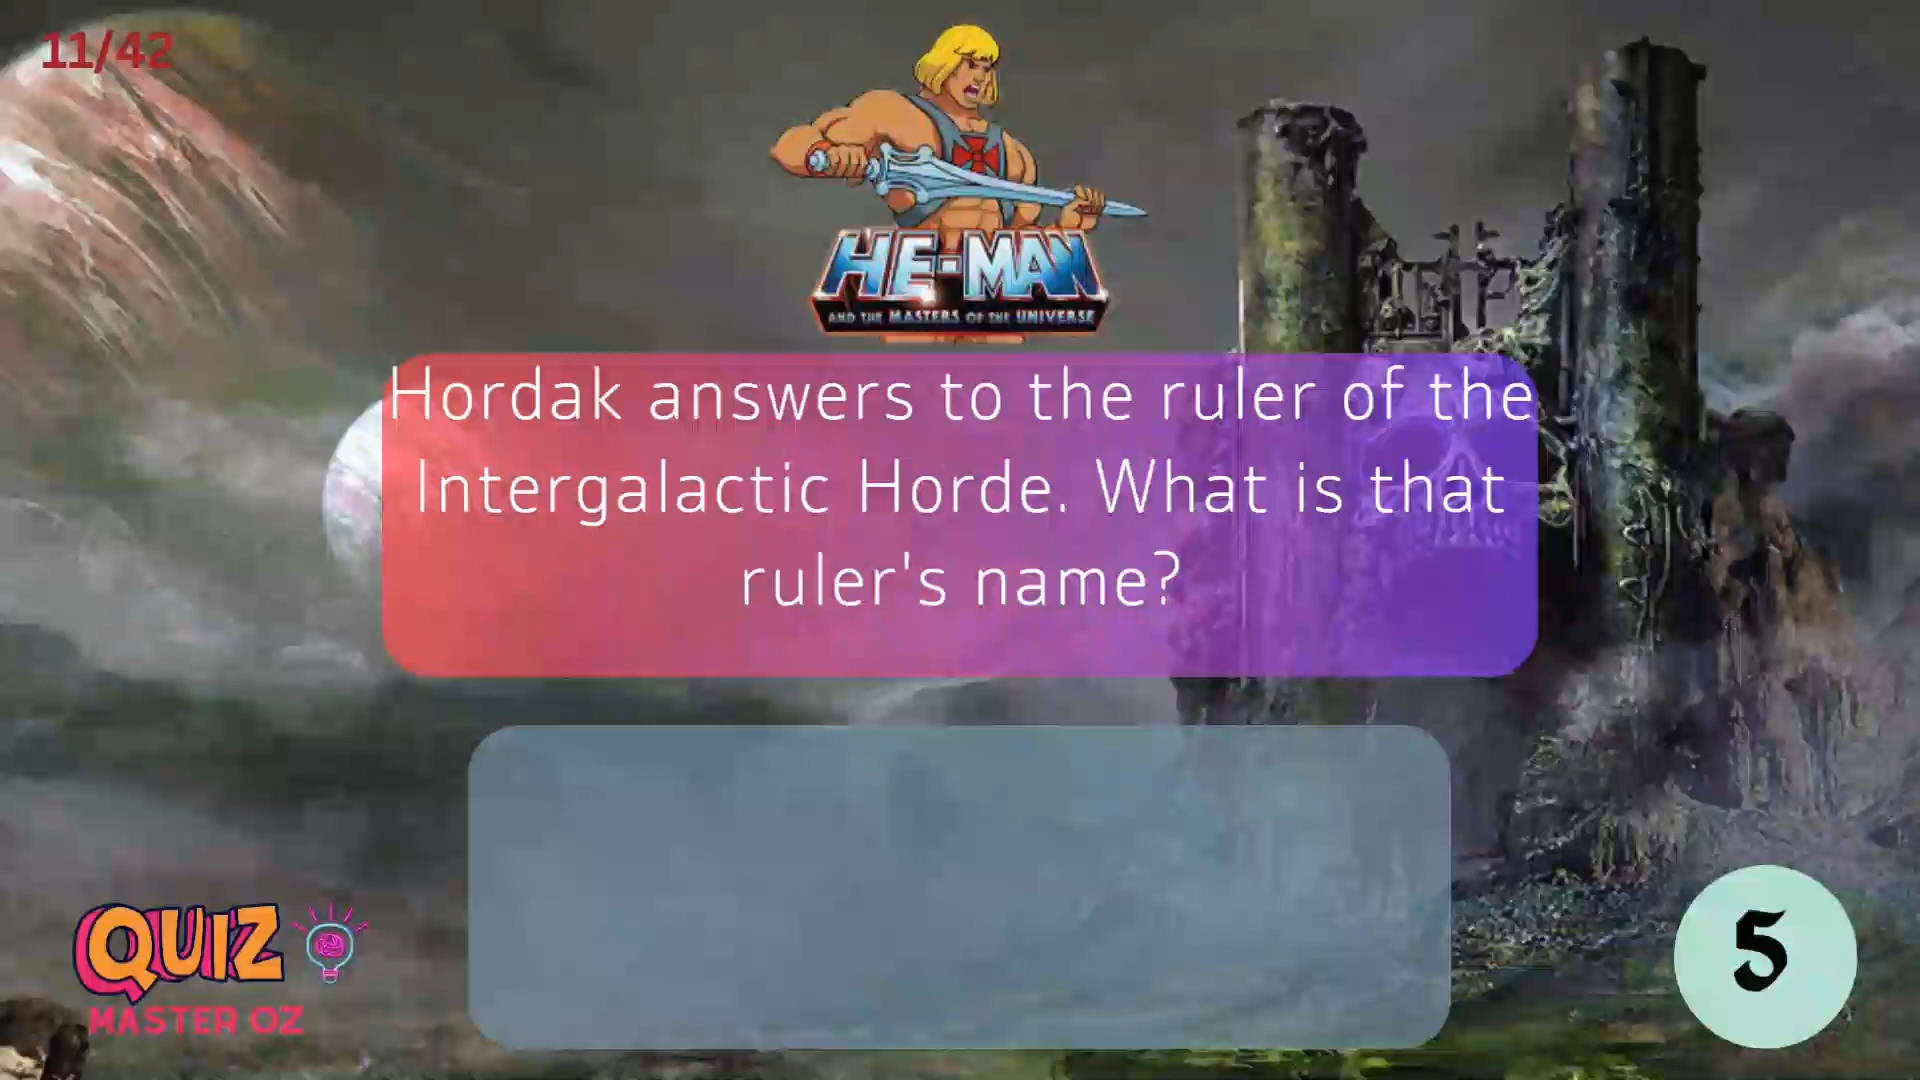 11/42
HE-MAN
AND THE MASTERS OF THE UNIVERSE
Hordak answers to the ruler of the
Intergalactic Horde. What is that
ruler's name?
QUIZ
MASTER OZ
5